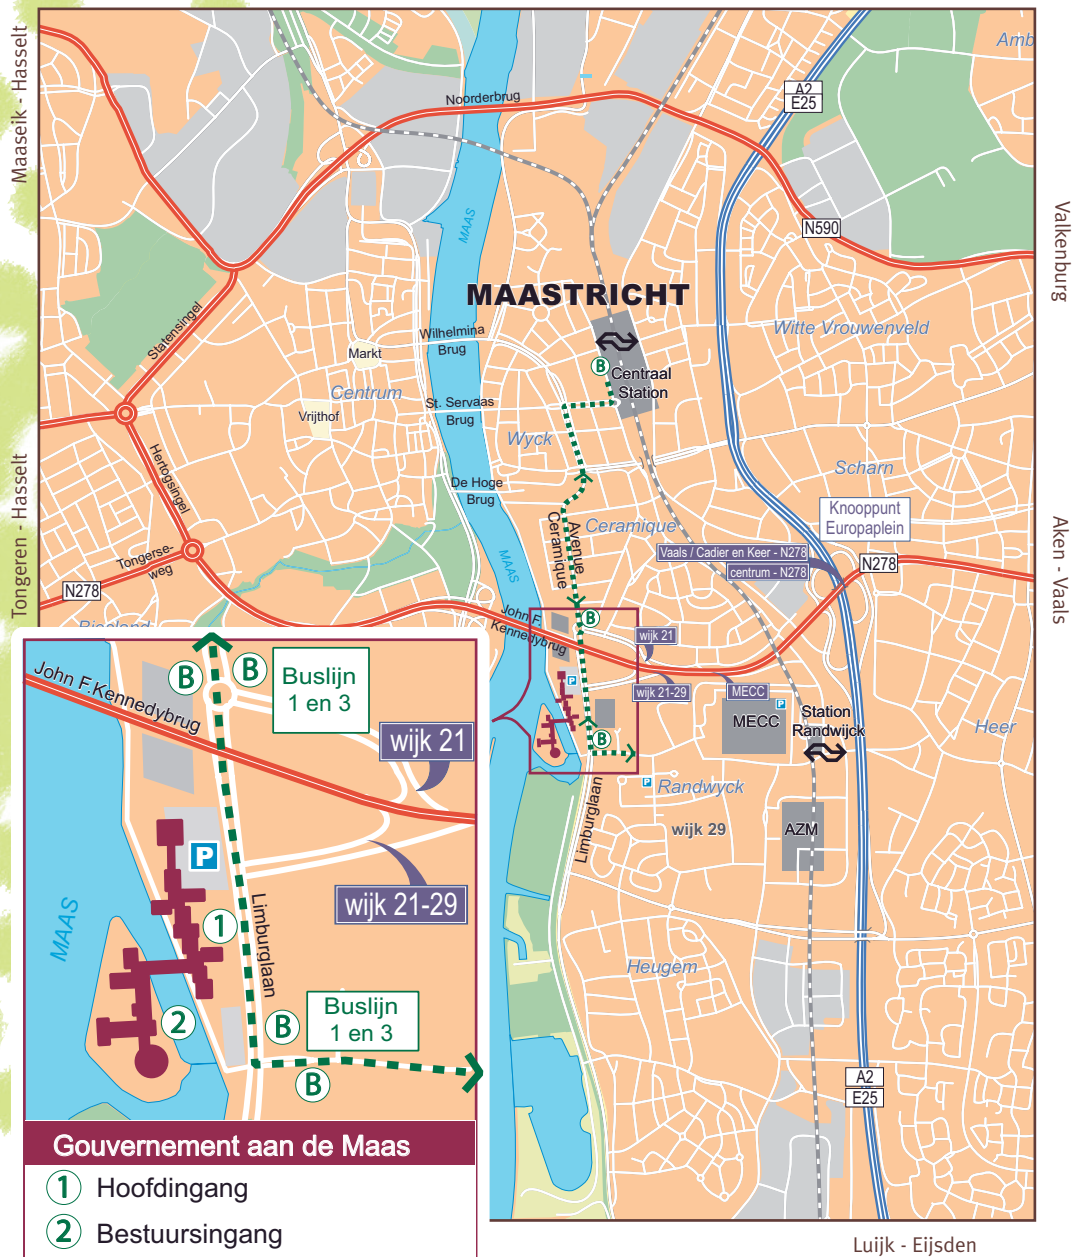 Maaseik - Hasselt
Tongeren - Hasselt
Valkenburg
Aken - Vaals
Luijk - Eijsden
Amb
A2
E25
Noorderbrug
N590
MAAS
MAASTRICHT
Witte Vrouwenveld
Statensingel
Wilhelmina
Brug
Markt
B
Centraal
Station
Centrum
St. Servaas
Brug
Vrijthof
Wyck
Hertogsingel
De Hoge
Brug
Scharn
Knooppunt
Europaplein
Avenue
Ceramique
Ceramique
MAAS
Vaals / Cadier en Keer - N278
centrum - N278
N278
Tongerse-
weg
N278
John F.
Kennedybrug
B
wijk 21
wijk 21-29
MECC
P
P
MECC
Station
Randwijck
Heer
B
P
Randwyck
Limburglaan
wijk 29
AZM
Heugem
A2
E25
B
B
Buslijn
1 en 3
John F.Kennedybrug
wijk 21
P
wijk 21-29
Limburglaan
1
MAAS
2
B
Buslijn
1 en 3
B
Gouvernement aan de Maas
1 Hoofdingang
2 Bestuursingang